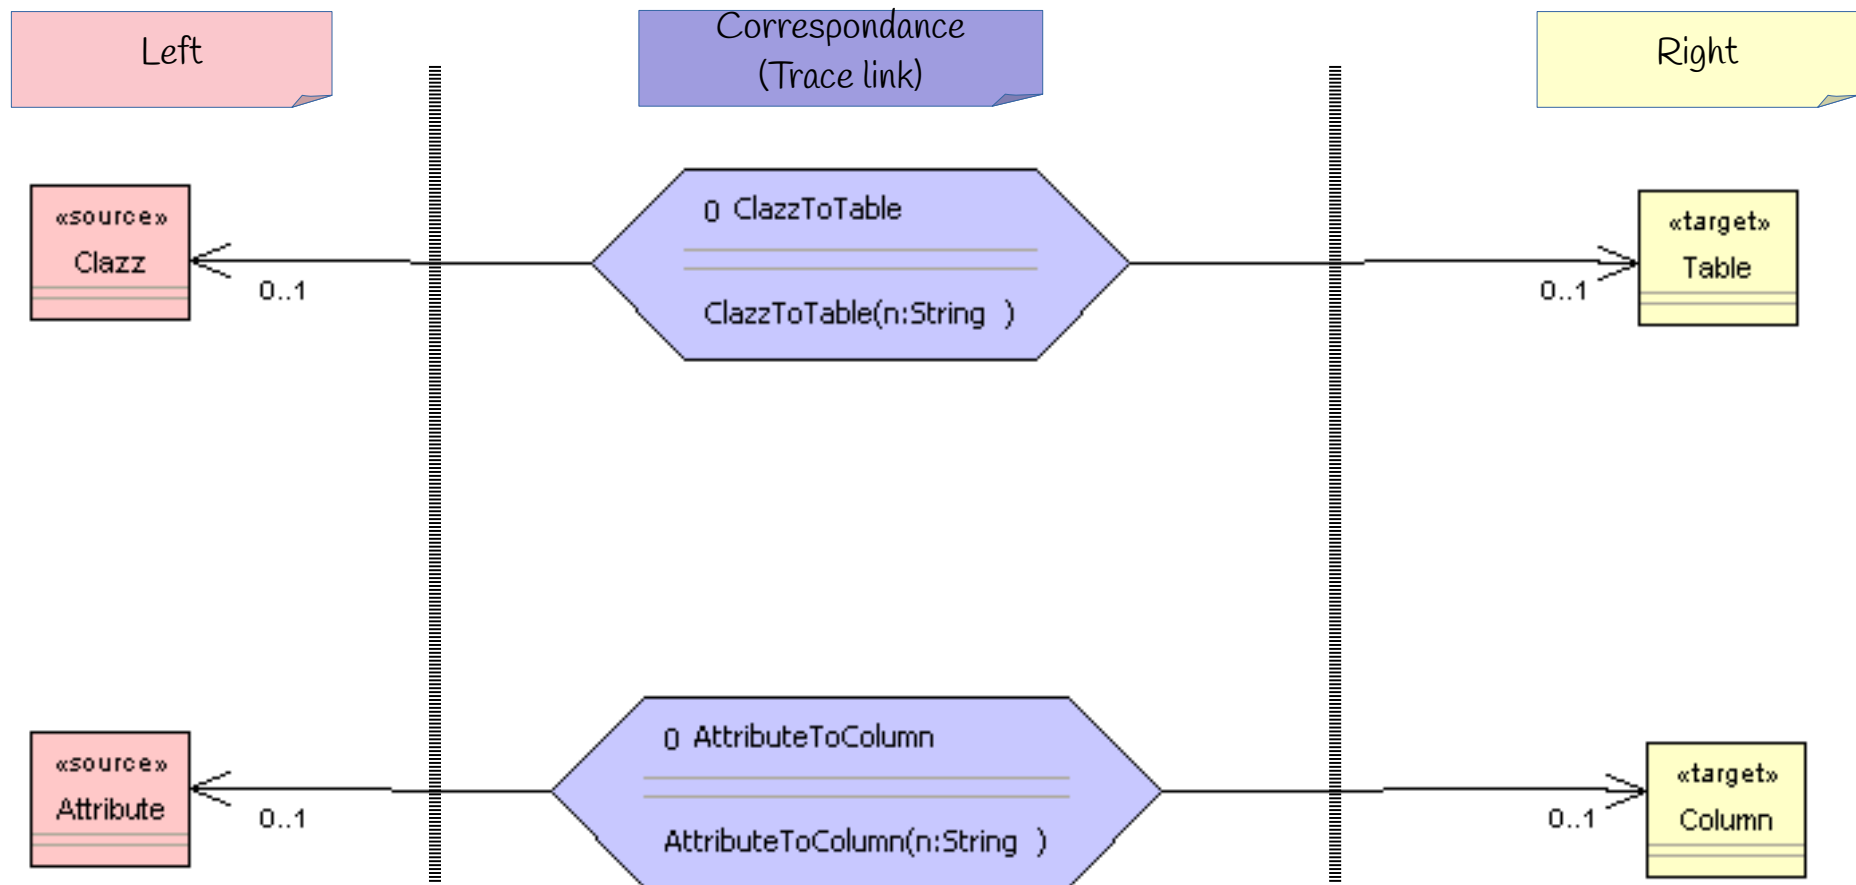 Left
Correspondance
(Trace link)
Right
«source»
Clazz
0..1
0 ClazzToTable
ClazzToTable(n:String )
0..1
«target»
Table
«source»
Attribute
0..1
0 AttributeToColumn
AttributeToColumn(n:String )
0..1
«target»
Column